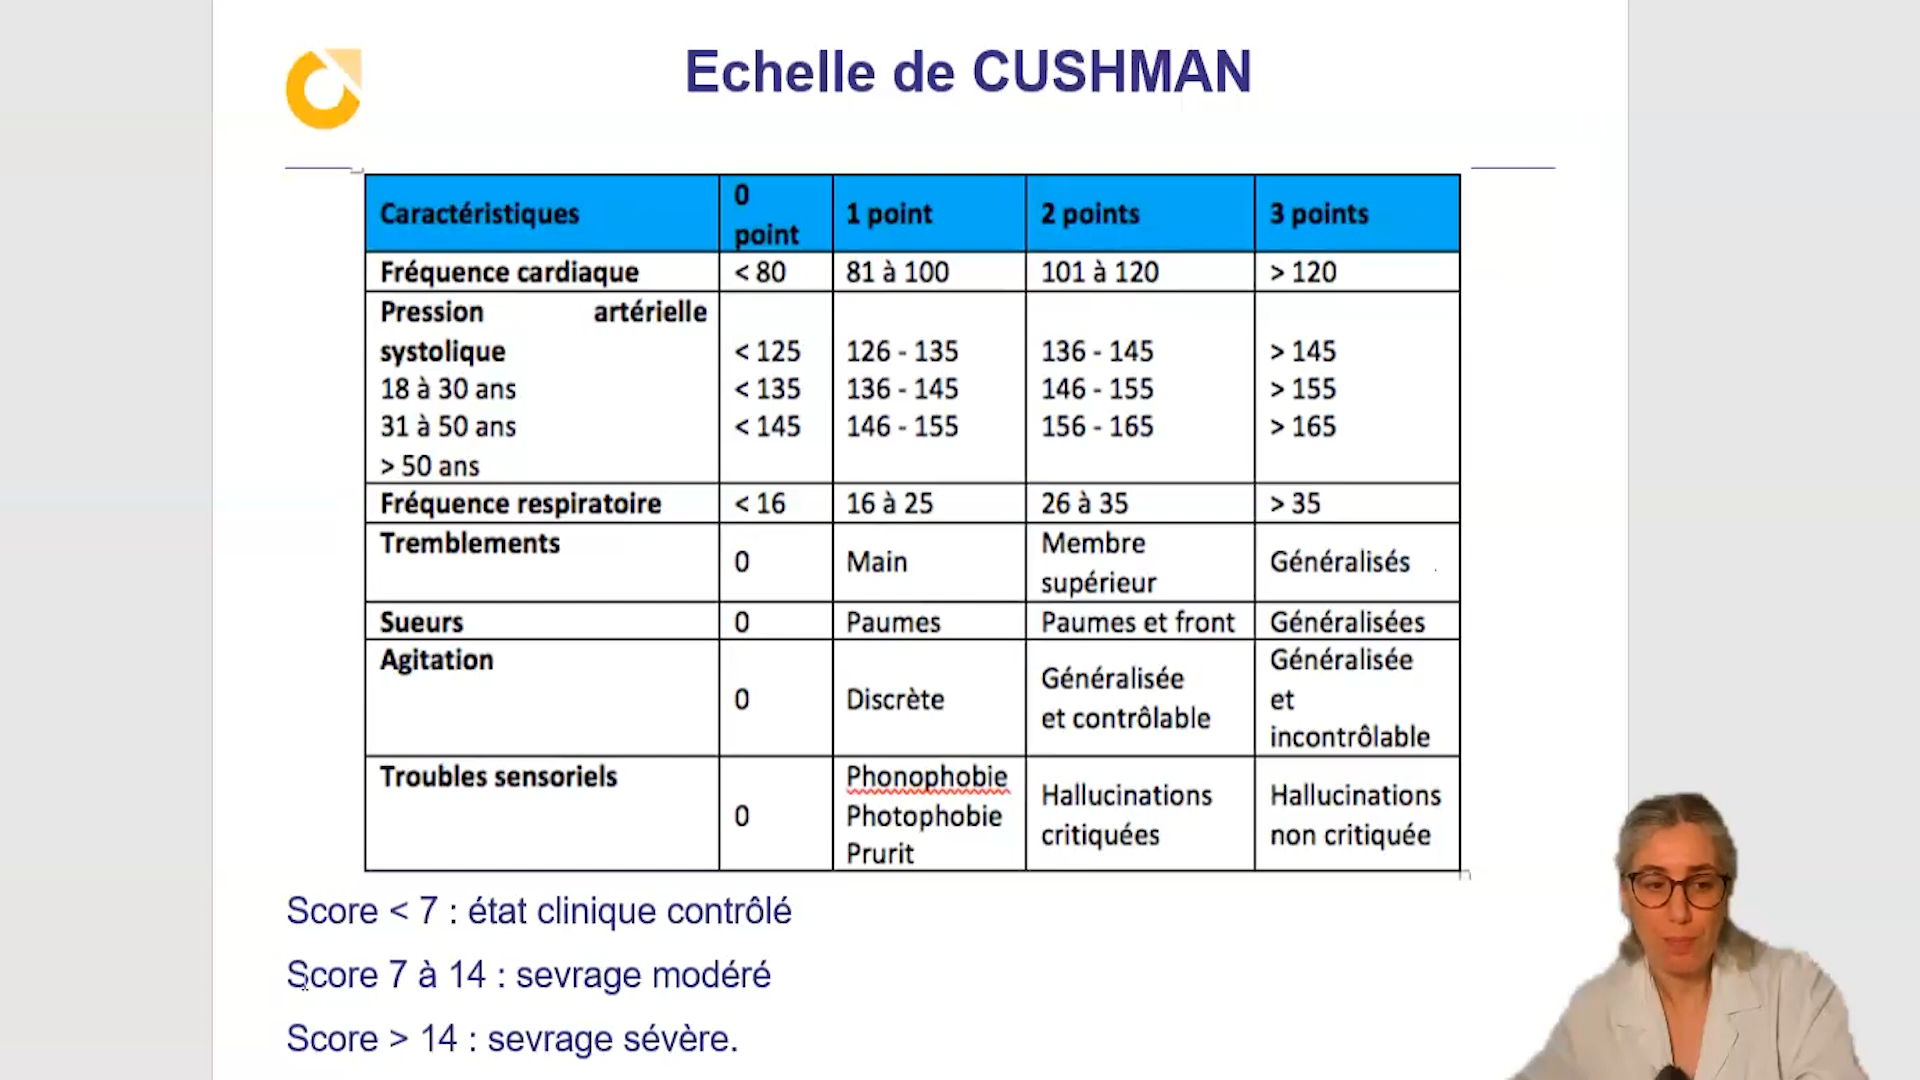 Echelle de CUSHMAN
Caractéristiques
0 point
1 point
2 points
3 points
Fréquence cardiaque
< 80
81 à 100
101 à 120
> 120
Pression artérielle
systolique
18 à 30 ans
31 à 50 ans
> 50 ans
< 125
< 135
< 145
126 - 135
136 - 145
146 - 155
136 - 145
146 - 155
156 - 165
> 145
> 155
> 165
Fréquence respiratoire
< 16
16 à 25
26 à 35
> 35
Tremblements
0
Main
Membre
supérieur
Généralisés
Sueurs
0
Paumes
Paumes et front
Généralisées
Agitation
0
Discrète
Généralisée
et contrôlable
Généralisée
et
incontrôlable
Troubles sensoriels
0
Phonophobie
Photophobie
Prurit
Hallucinations
critiquées
Hallucinations
non critiquée
Score < 7 : état clinique contrôlé
Score 7 à 14 : sevrage modéré
Score > 14 : sevrage sévère.